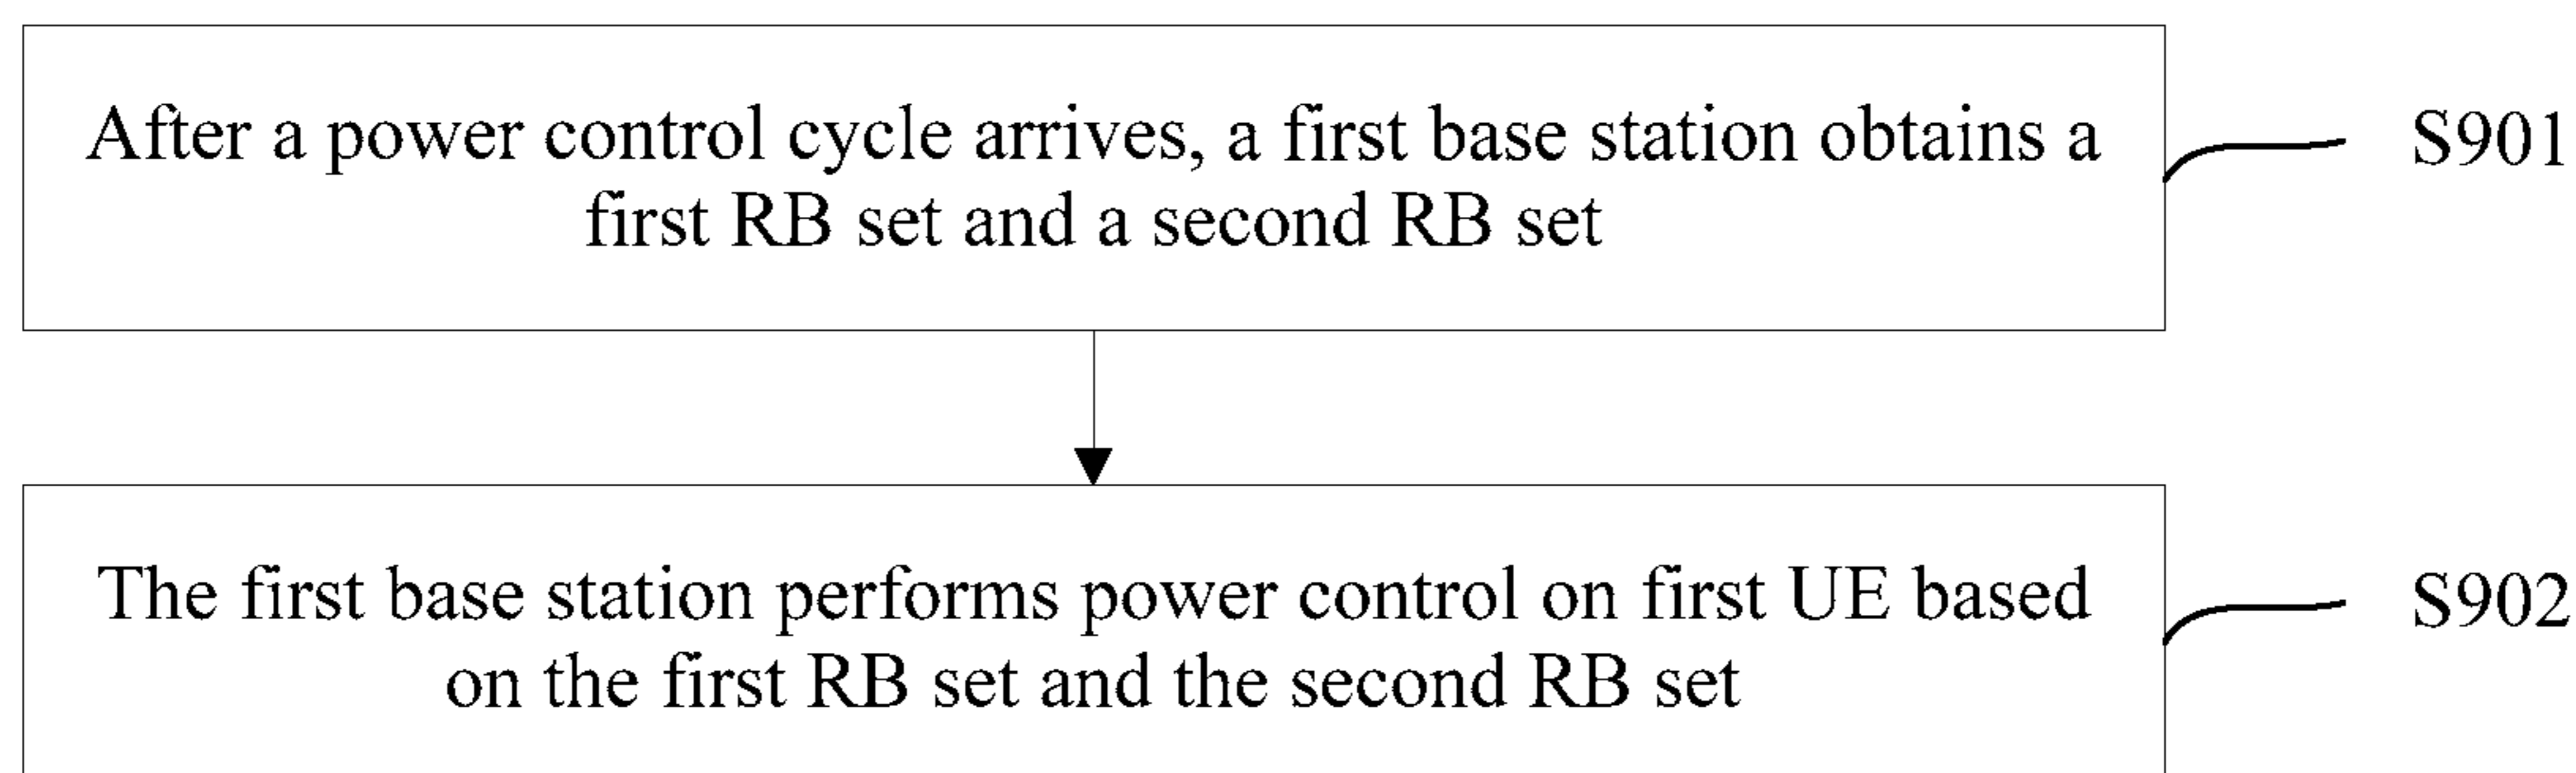 After a power control cycle arrives, a first base station obtains a
first RB set and a second RB set
S901
The first base station performs power control on first UE based
on the first RB set and the second RB set
S902